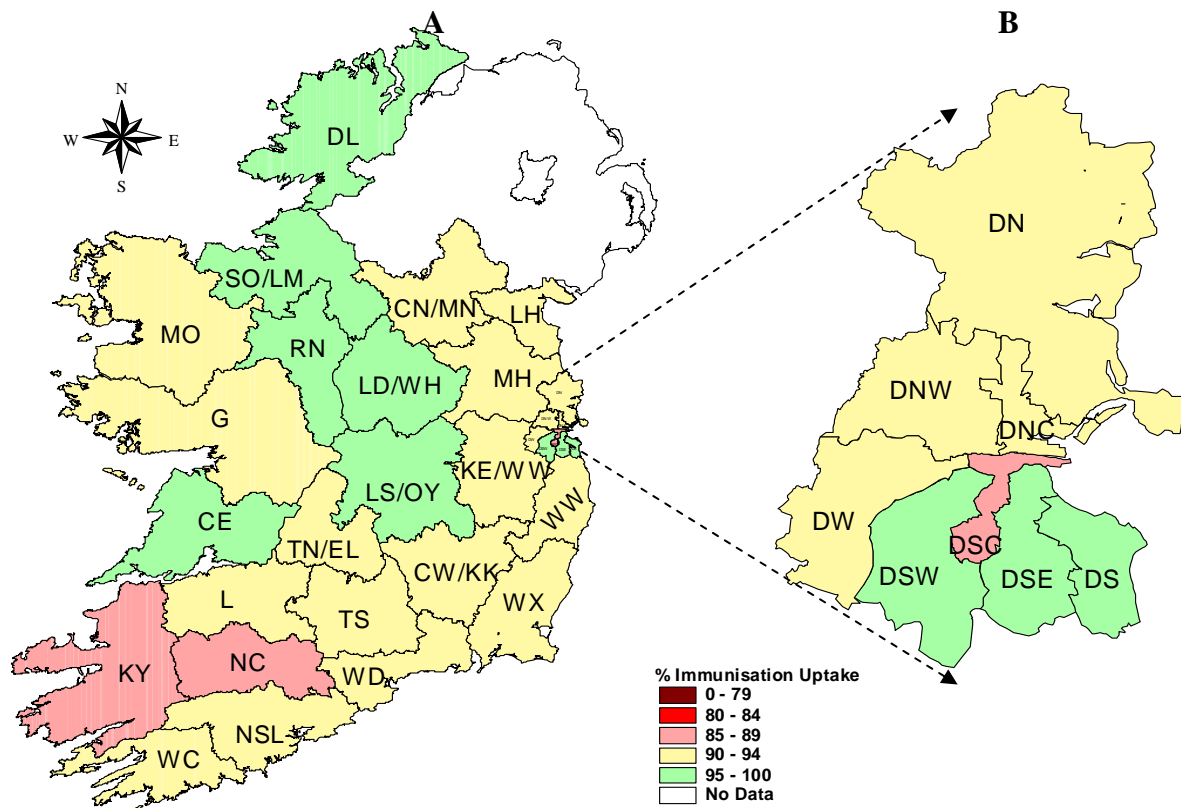 A
B
N
W E
S
DL
SO/LM
CN/MN
LH
MO
RN
MH
LD/WH
G
KE/WW
LS/OY
WW
CE
TN/EL
CW/KK
WX
L
TS
KY
NC
WD
NSL
WC
DN
DNW
DNC
DW
DSC
DSW
DSE
DS
% Immunisation Uptake
0 - 79
80 - 84
85 - 89
90 - 94
95 - 100
No Data